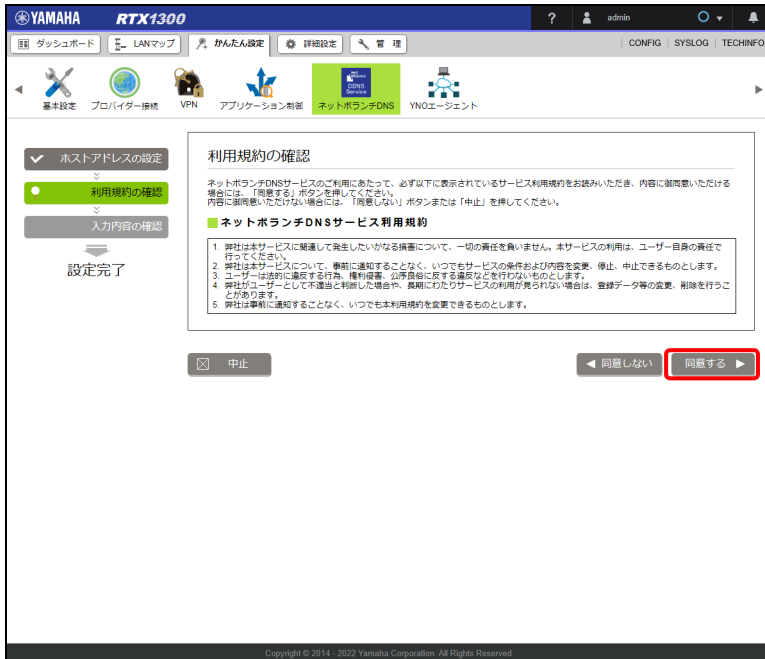 YAMAHA RTX1300 ? admin
ダッシュボード LANマップ かんたん設定 詳細設定 管 理 CONFIG SYSLOG TECHINFO
基本設定 プロバイダー接続 VPN アプリケーション制御 ネットボランチDNS YNOエージェント
Net Volante DDNS Service
ホストアドレスの設定
利用規約の確認
入力内容の確認
設定完了
利用規約の確認
ネットボランチDNSサービスのご利用にあたって、必ず以下に表示されているサービス利用規約をお読みいただき、内容に御同意いただける
場合には、「同意する」ボタンを押してください。
内容に御同意いただけない場合には、「同意しない」ボタンまたは「中止」を押してください。
ネットボランチDNSサービス利用規約
1. 弊社は本サービスに関連して発生したいかなる損害について、一切の責任を負いません。本サービスの利用は、ユーザー自身の責任で
行ってください。
2. 弊社は本サービスについて、事前に通知することなく、いつでもサービスの条件および内容を変更、停止、中止できるものとします。
3. ユーザーは法的に違反する行為、権利侵害、公序良俗に反する違反などを行わないものとします。
4. 弊社がユーザーとして不適当と判断した場合や、長期にわたりサービスの利用が見られない場合は、登録データ等の変更、削除を行うこ
とがあります。
5. 弊社は事前に通知することなく、いつでも本利用規約を変更できるものとします。
中止 同意しない 同意する
Copyright © 2014 - 2022 Yamaha Corporation. All Rights Reserved.